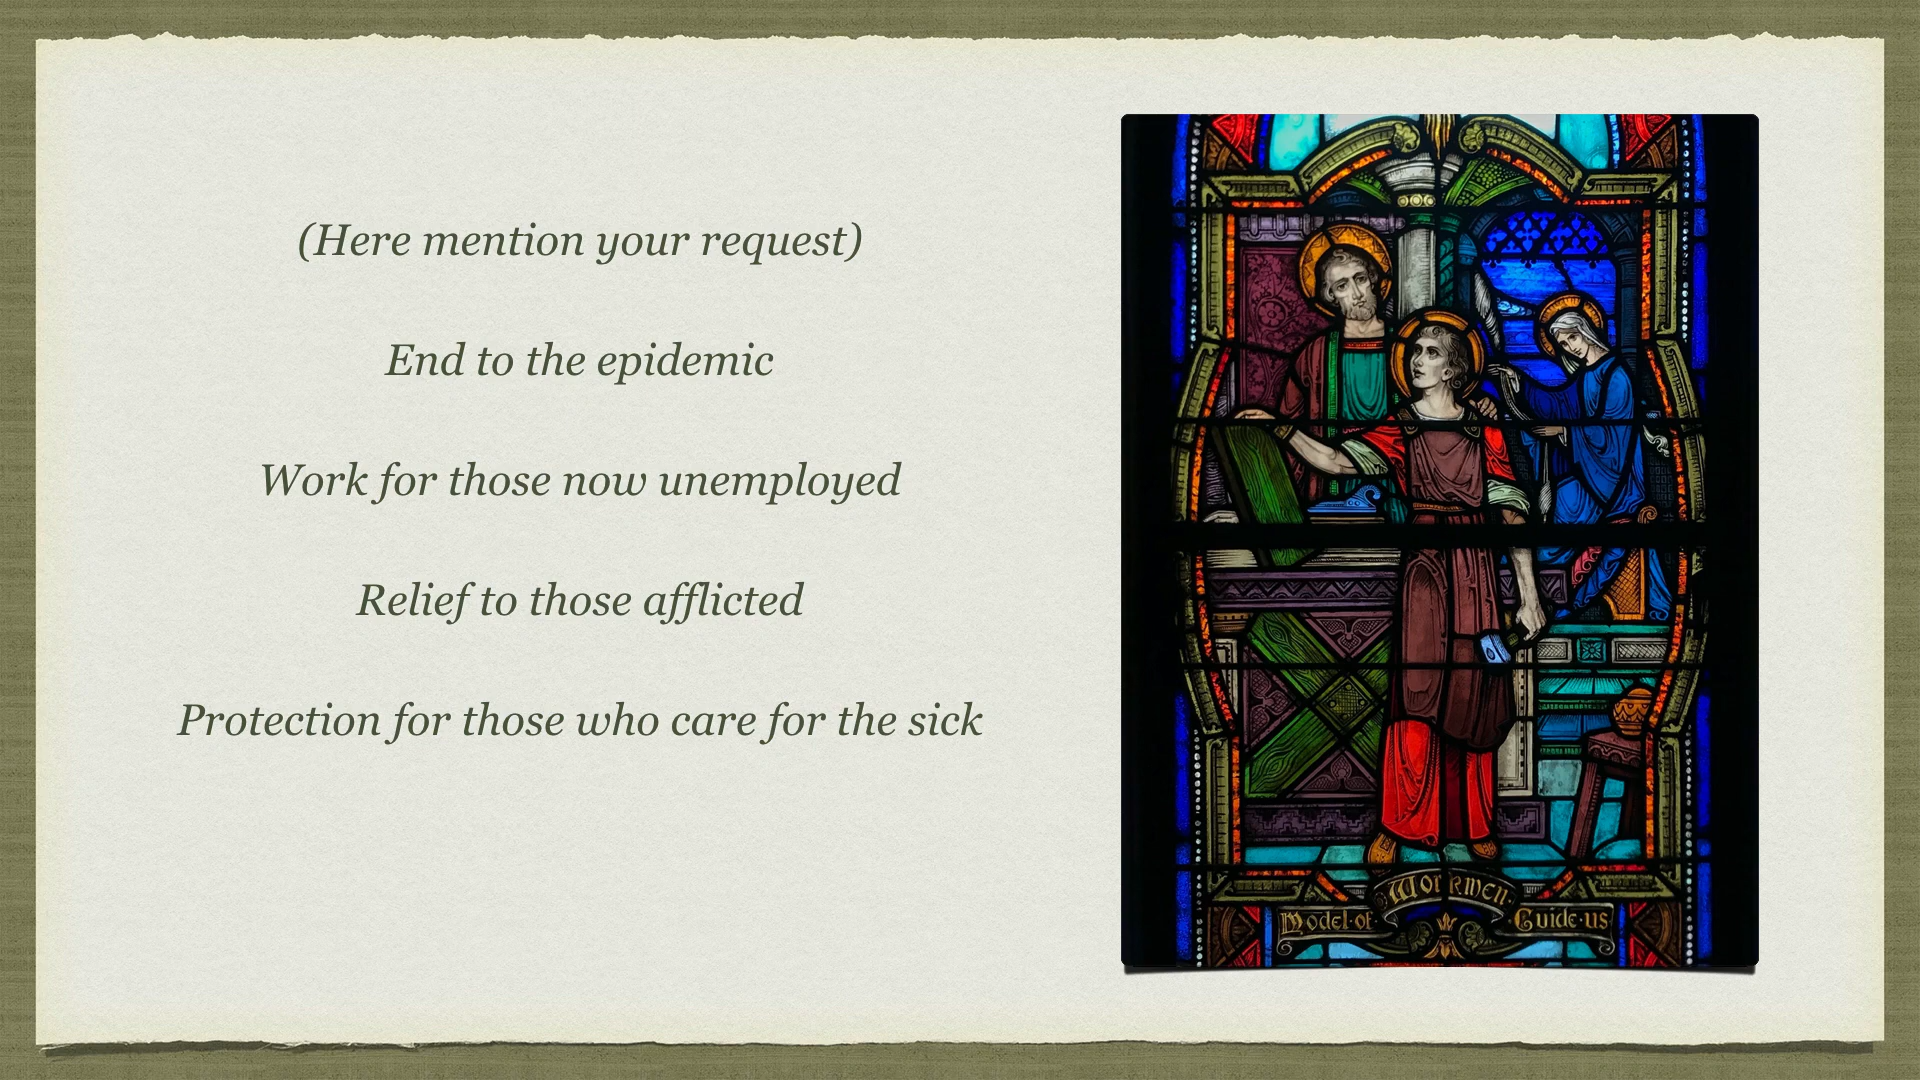 (Here mention your request)
End to the epidemic
Work for those now unemployed
Relief to those afflicted
Protection for those who care for the sick
Model·of· Workmen· Guide·us